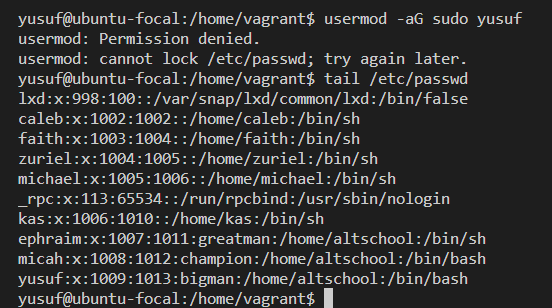 yusuf@ubuntu-focal:/home/vagrant$ usermod -aG sudo yusuf
usermod: Permission denied.
usermod: cannot lock /etc/passwd; try again later.
yusuf@ubuntu-focal:/home/vagrant$ tail /etc/passwd
lxd:x:998:100::/var/snap/lxd/common/lxd:/bin/false
caleb:x:1002:1002::/home/caleb:/bin/sh
faith:x:1003:1004::/home/faith:/bin/sh
zuriel:x:1004:1005::/home/zuriel:/bin/sh
michael:x:1005:1006::/home/michael:/bin/sh
_rpc:x:113:65534::/run/rpcbind:/usr/sbin/nologin
kas:x:1006:1010::/home/kas:/bin/sh
ephraim:x:1007:1011:greatman:/home/altschool:/bin/sh
micah:x:1008:1012:champion:/home/altschool:/bin/bash
yusuf:x:1009:1013:bigman:/home/altschool:/bin/bash
yusuf@ubuntu-focal:/home/vagrant$